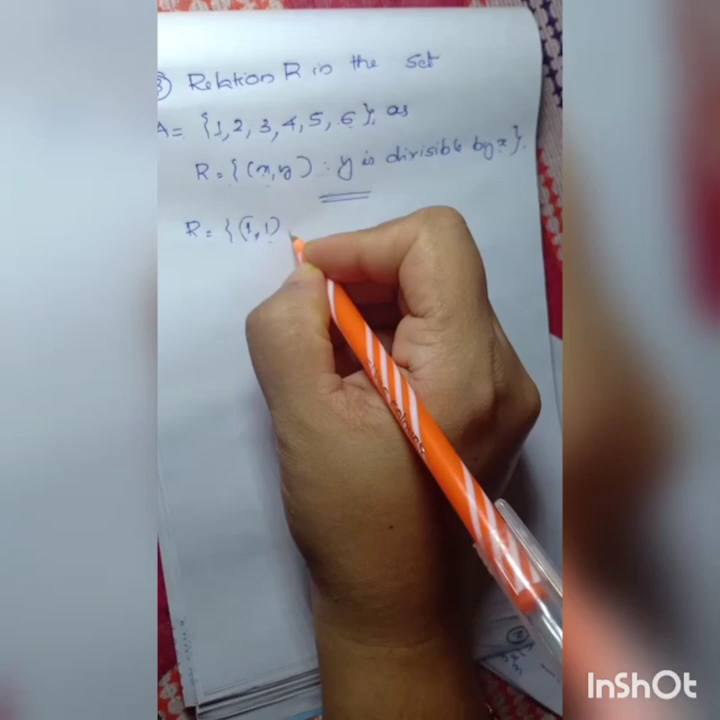 3) Relation R in the Set
A = {1, 2, 3, 4, 5, 6}, as
R = {(x, y) : y is divisible by x}.
R = {(1, 1)
InShOt